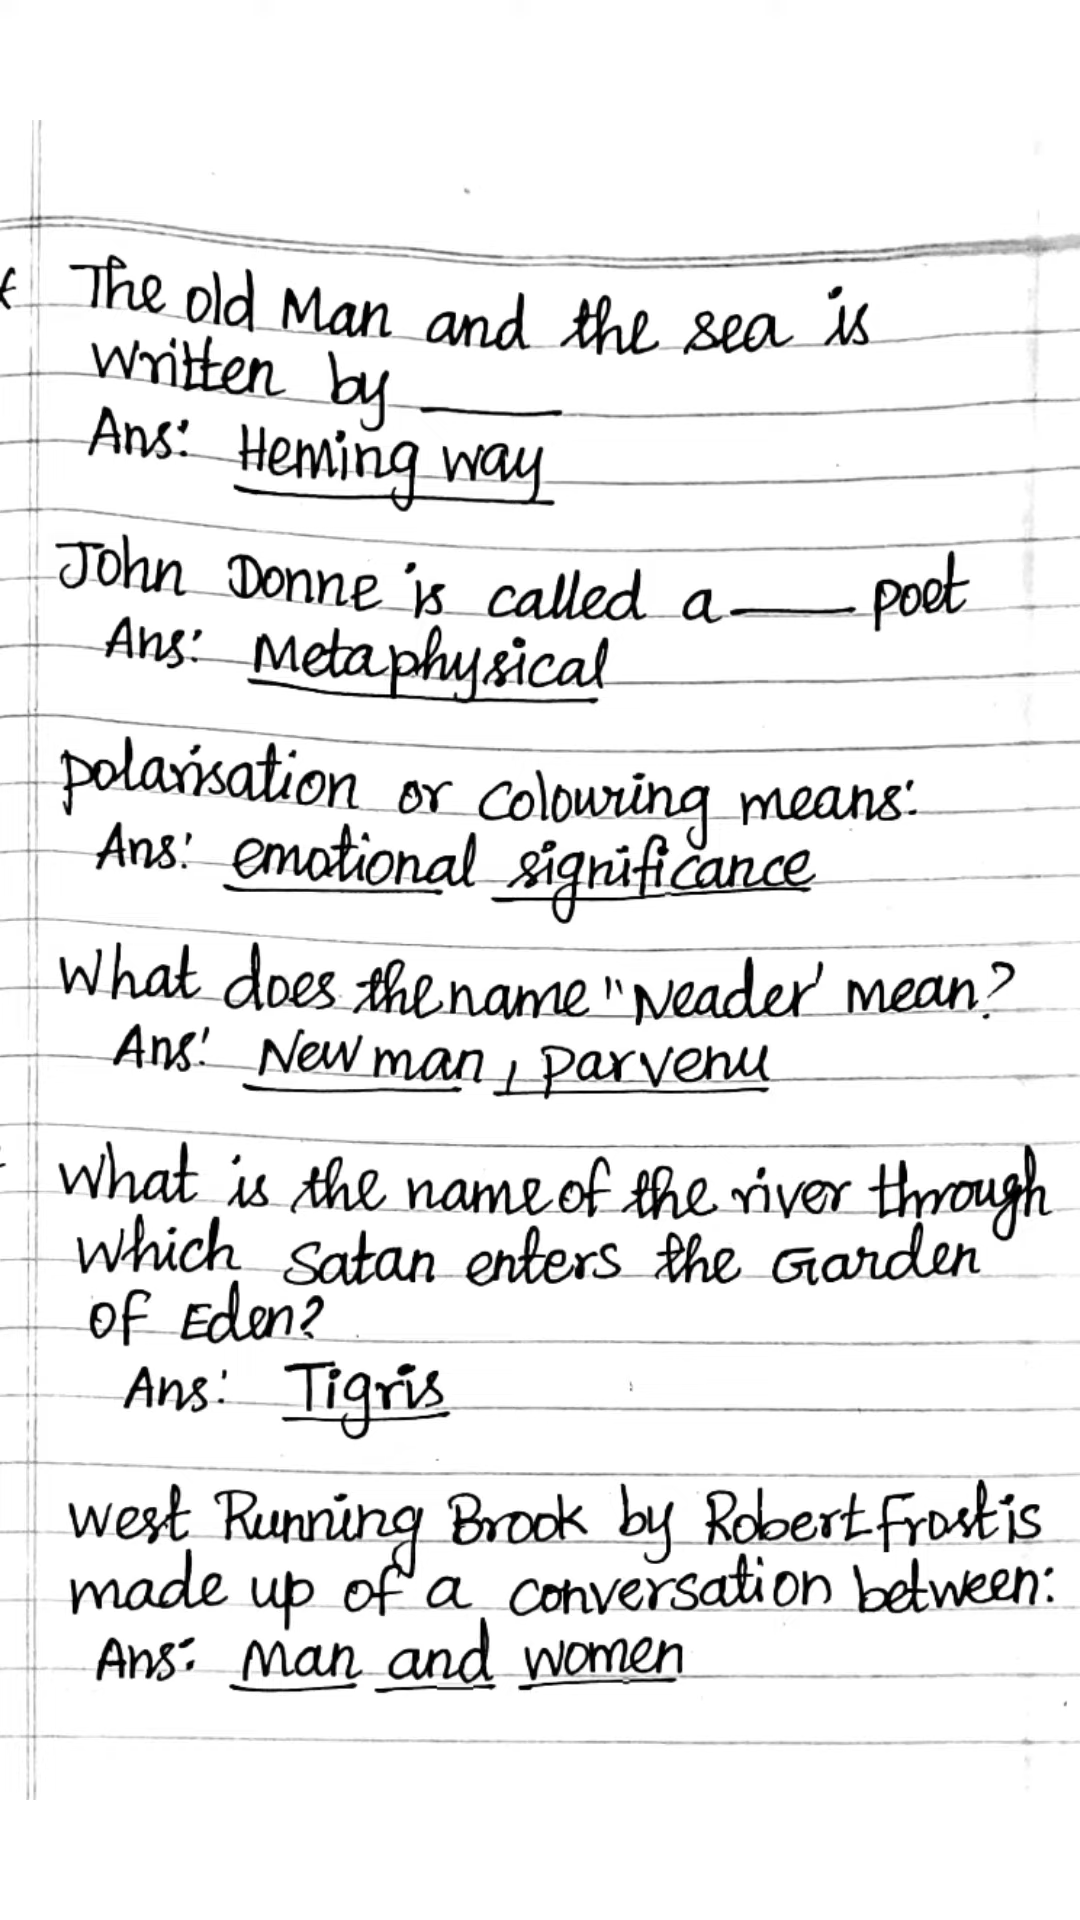 The old Man and the sea is
written by ____
Ans: Heming way
John Donne is called a ____ poet
Ans: Metaphysical
polarisation or colouring means:
Ans: emotional significance
What does the name "Neader' mean?
Ans: New man, parvenu
What is the name of the river through
which Satan enters the Garden
of Eden?
Ans: Tigris
West Running Brook by Robert frost is
made up of a conversation between:
Ans: Man and women